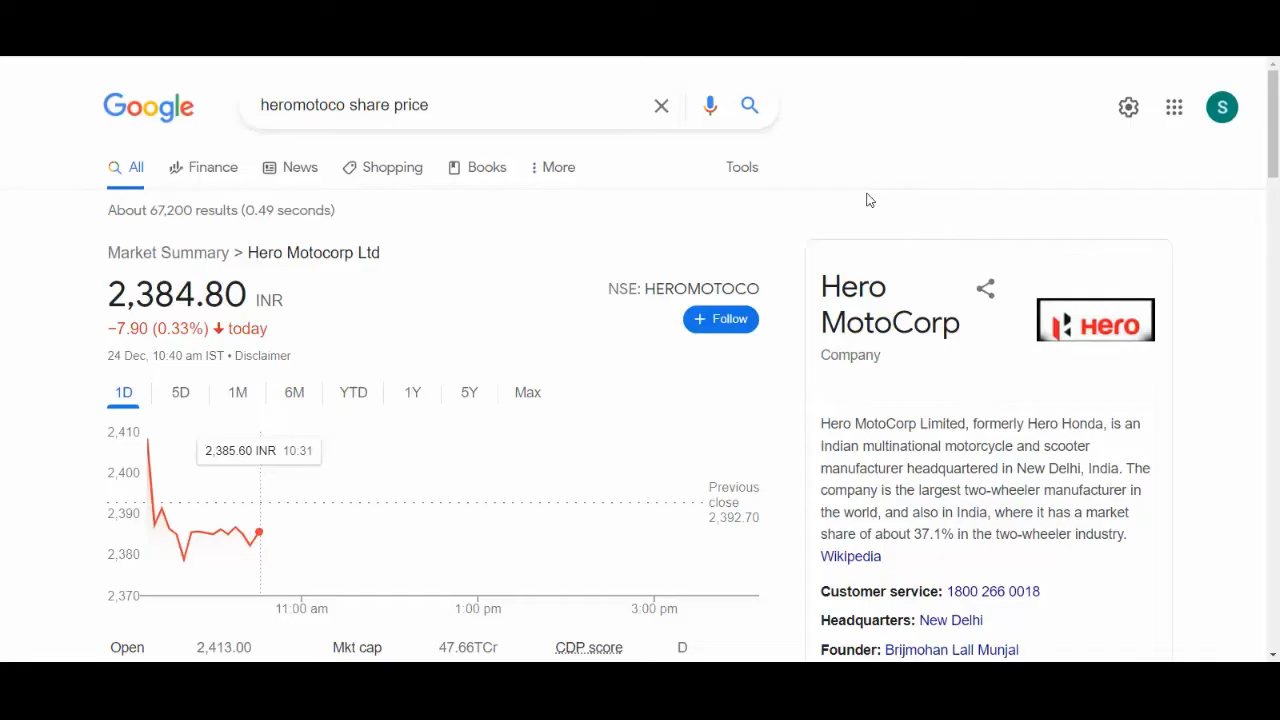 Google
heromotoco share price
S
All
Finance
News
Shopping
Books
More
Tools
About 67,200 results (0.49 seconds)
Market Summary > Hero Motocorp Ltd
2,384.80 INR
−7.90 (0.33%) today
24 Dec, 10:40 am IST • Disclaimer
NSE: HEROMOTOCO
+ Follow
1D
5D
1M
6M
YTD
1Y
5Y
Max
2,410
2,400
2,390
2,380
2,370
2,385.60 INR 10.31
Previous
close
2,392.70
11:00 am
1:00 pm
3:00 pm
Open 2,413.00
Mkt cap 47.66TCr
CDP score D
Hero
MotoCorp
Company
HERO
Hero MotoCorp Limited, formerly Hero Honda, is an
Indian multinational motorcycle and scooter
manufacturer headquartered in New Delhi, India. The
company is the largest two-wheeler manufacturer in
the world, and also in India, where it has a market
share of about 37.1% in the two-wheeler industry.
Wikipedia
Customer service: 1800 266 0018
Headquarters: New Delhi
Founder: Brijmohan Lall Munjal